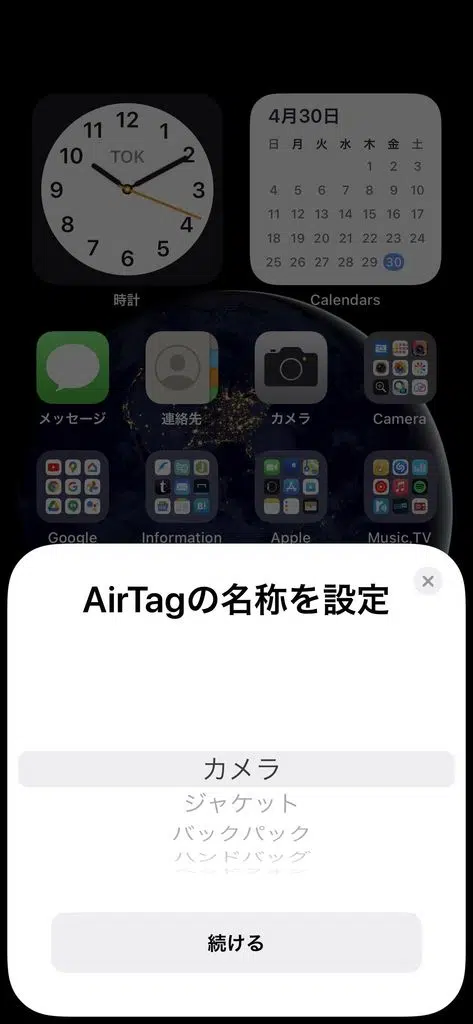 12
11
1
TOK
10
2
9
3
8
4
7
5
6
時計
4月30日
日 月 火 水 木 金 土
1 2 3
4 5 6 7 8 9 10
11 12 13 14 15 16 17
18 19 20 21 22 23 24
25 26 27 28 29 30
Calendars
メッセージ
連絡先
カメラ
Camera
Google
Information
Apple
Music,TV
AirTagの名称を設定
カメラ
ジャケット
バックパック
ハンドバッグ
続ける